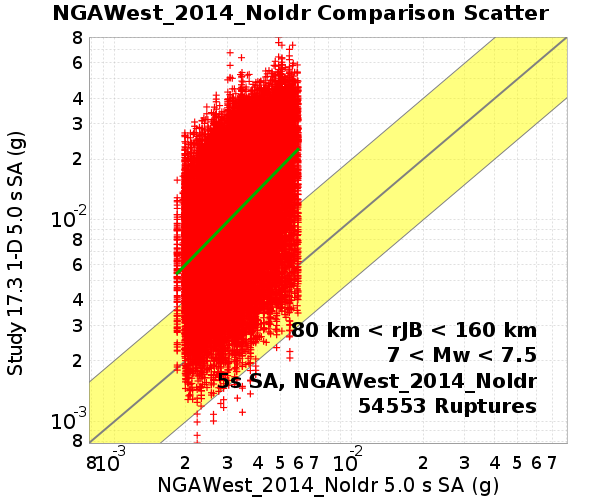 NGAWest_2014_NoIdr Comparison Scatter
Study 17.3 1-D 5.0 s SA (g)
8
6
4
3
2
10-2
8
6
4
3
2
10-3
8
80 km < rJB < 160 km
7 < Mw < 7.5
5s SA, NGAWest_2014_NoIdr
54553 Ruptures
8 10-3 2 3 4 5 6 7 10-2 2 3 4 5 6 7
NGAWest_2014_NoIdr 5.0 s SA (g)